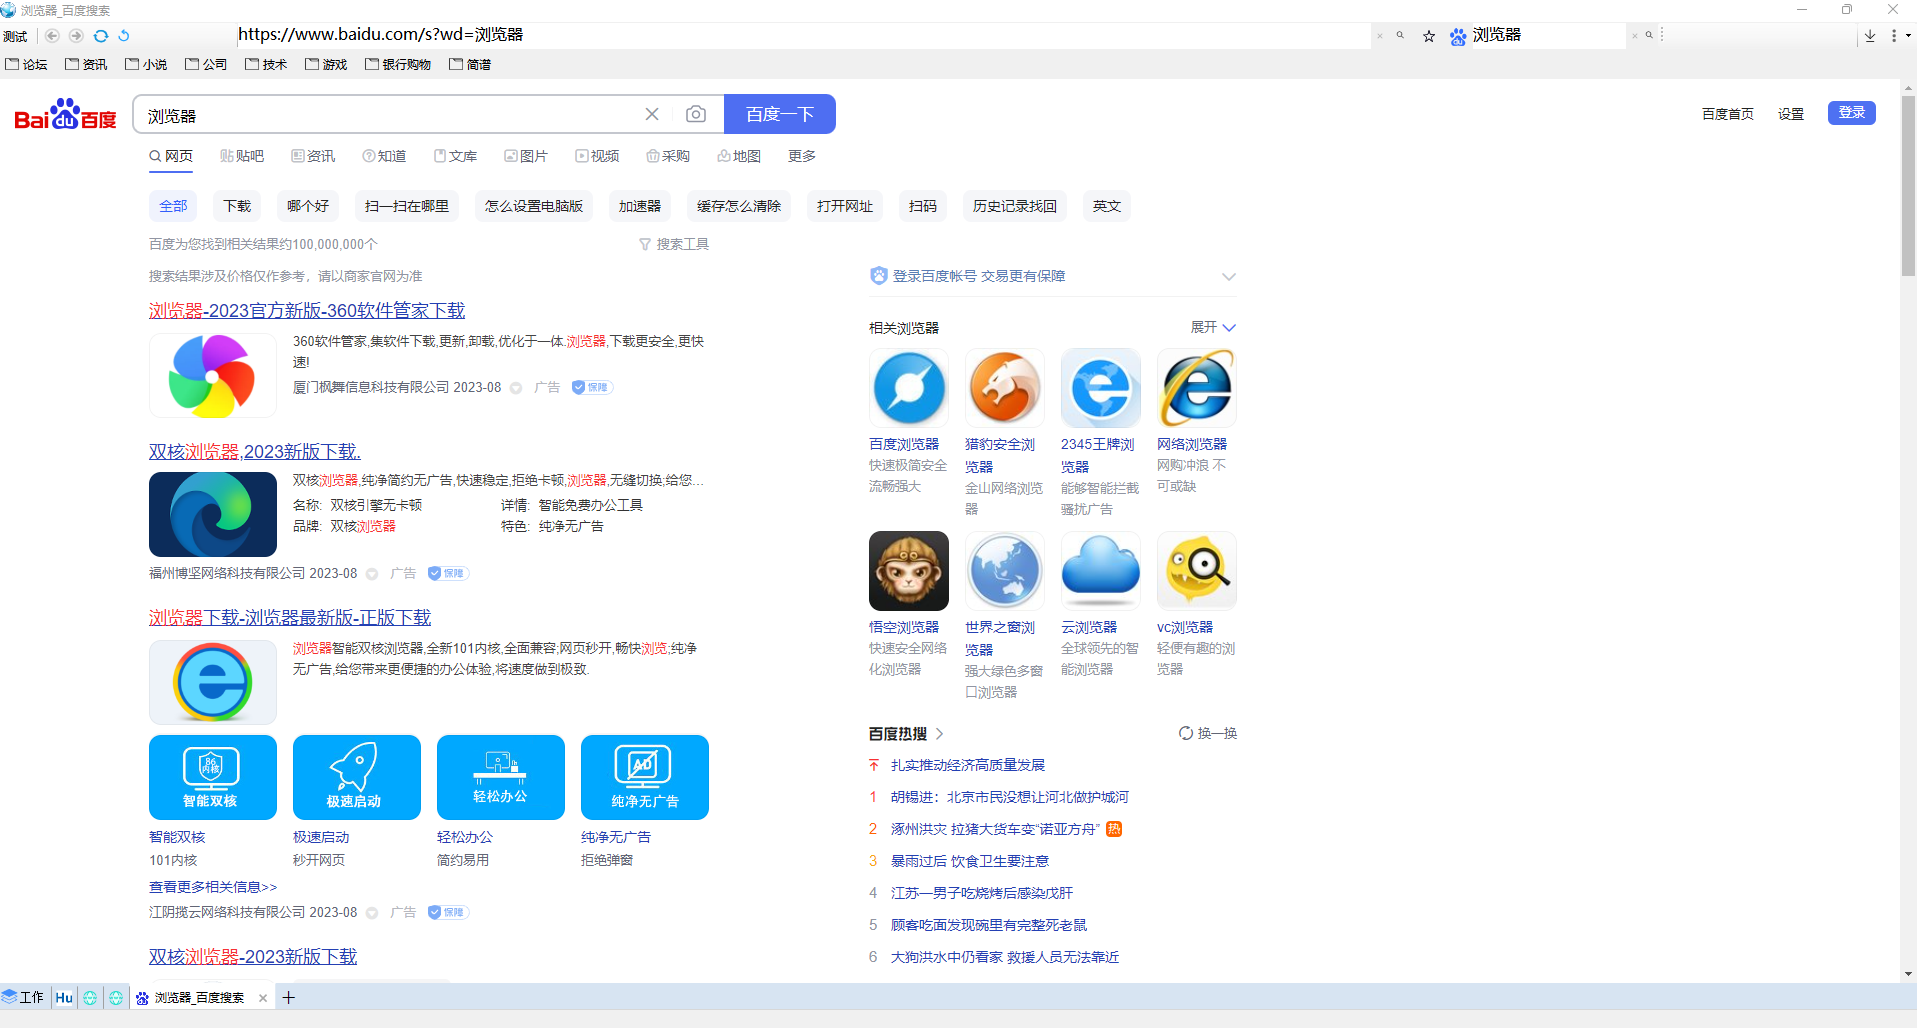 浏览器_百度搜索
测试
https://www.baidu.com/s?wd=浏览器
浏览器
论坛 资讯 小说 公司 技术 游戏 银行购物 简谱
Bai du 百度
浏览器
百度一下
百度首页 设置 登录
网页 贴吧 资讯 知道 文库 图片 视频 采购 地图 更多
全部 下载 哪个好 扫一扫在哪里 怎么设置电脑版 加速器 缓存怎么清除 打开网址 扫码 历史记录找回 英文
百度为您找到相关结果约100,000,000个
搜索工具
搜索结果涉及价格仅作参考，请以商家官网为准
浏览器-2023官方新版-360软件管家下载
360软件管家,集软件下载,更新,卸载,优化于一体.浏览器,下载更安全,更快
速!
厦门枫舞信息科技有限公司 2023-08 广告 保障
双核浏览器,2023新版下载.
双核浏览器,纯净简约无广告,快速稳定,拒绝卡顿,浏览器,无缝切换;给您...
名称: 双核引擎无卡顿 详情: 智能免费办公工具
品牌: 双核浏览器 特色: 纯净无广告
福州博坚网络科技有限公司 2023-08 广告 保障
浏览器下载-浏览器最新版-正版下载
浏览器智能双核浏览器,全新101内核,全面兼容;网页秒开,畅快浏览;纯净
无广告,给您带来更便捷的办公体验,将速度做到极致.
86
内核
智能双核
极速启动
轻松办公
AD
纯净无广告
智能双核 极速启动 轻松办公 纯净无广告
101内核 秒开网页 简约易用 拒绝弹窗
查看更多相关信息>>
江阴揽云网络科技有限公司 2023-08 广告 保障
双核浏览器-2023新版下载
登录百度帐号 交易更有保障
相关浏览器 展开
百度浏览器
快速极简安全
流畅强大
猎豹安全浏
览器
金山网络浏览
器
2345王牌浏
览器
能够智能拦截
骚扰广告
网络浏览器
网购冲浪 不
可或缺
悟空浏览器
快速安全网络
化浏览器
世界之窗浏
览器
强大绿色多窗
口浏览器
云浏览器
全球领先的智
能浏览器
vc浏览器
轻便有趣的浏
览器
百度热搜 换一换
扎实推动经济高质量发展
1 胡锡进：北京市民没想让河北做护城河
2 涿州洪灾 拉猪大货车变“诺亚方舟” 热
3 暴雨过后 饮食卫生要注意
4 江苏一男子吃烧烤后感染戊肝
5 顾客吃面发现碗里有完整死老鼠
6 大狗洪水中仍看家 救援人员无法靠近
工作 Hu 浏览器_百度搜索